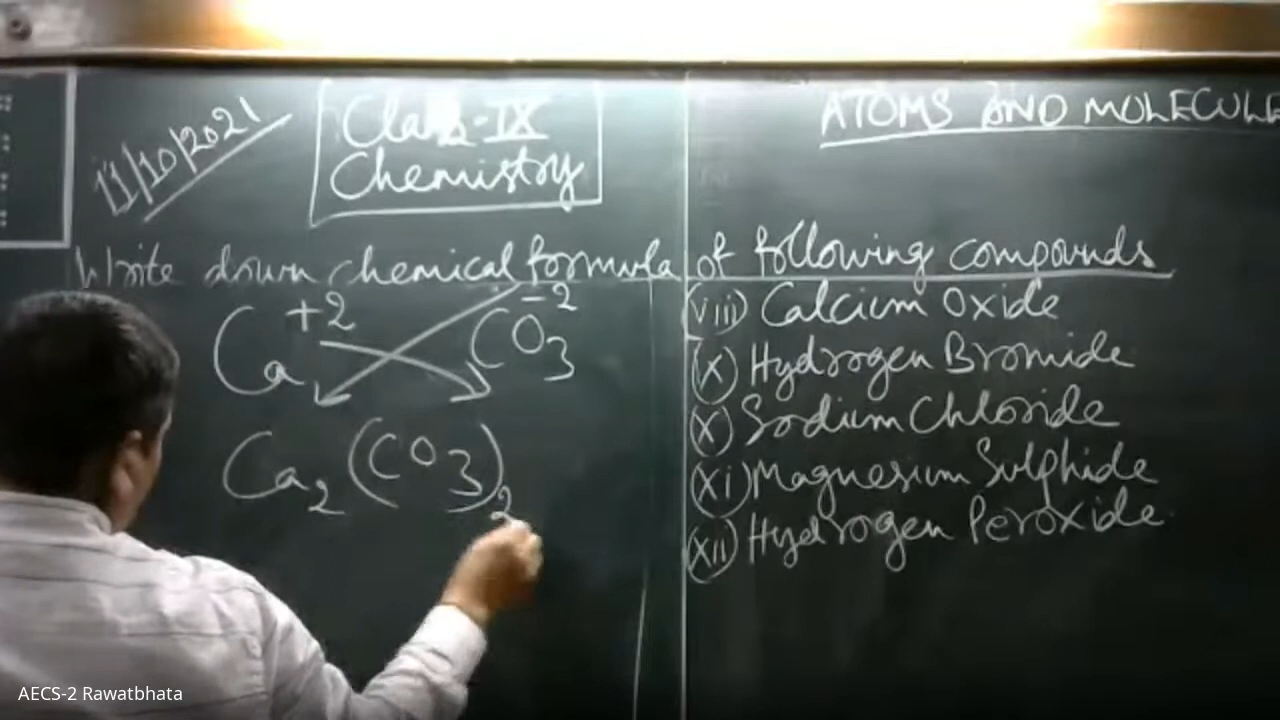 11/10/2021
Class-IX
Chemistry
ATOMS AND MOLECULE
Write down chemical formula of following compounds
Ca+2 CO3-2
Ca2(CO3)2
(viii) Calcium Oxide
(X) Hydrogen Bromide
(X) Sodium Chloride
(xi) Magnesium Sulphide
(xii) Hydrogen Peroxide
AECS-2 Rawatbhata